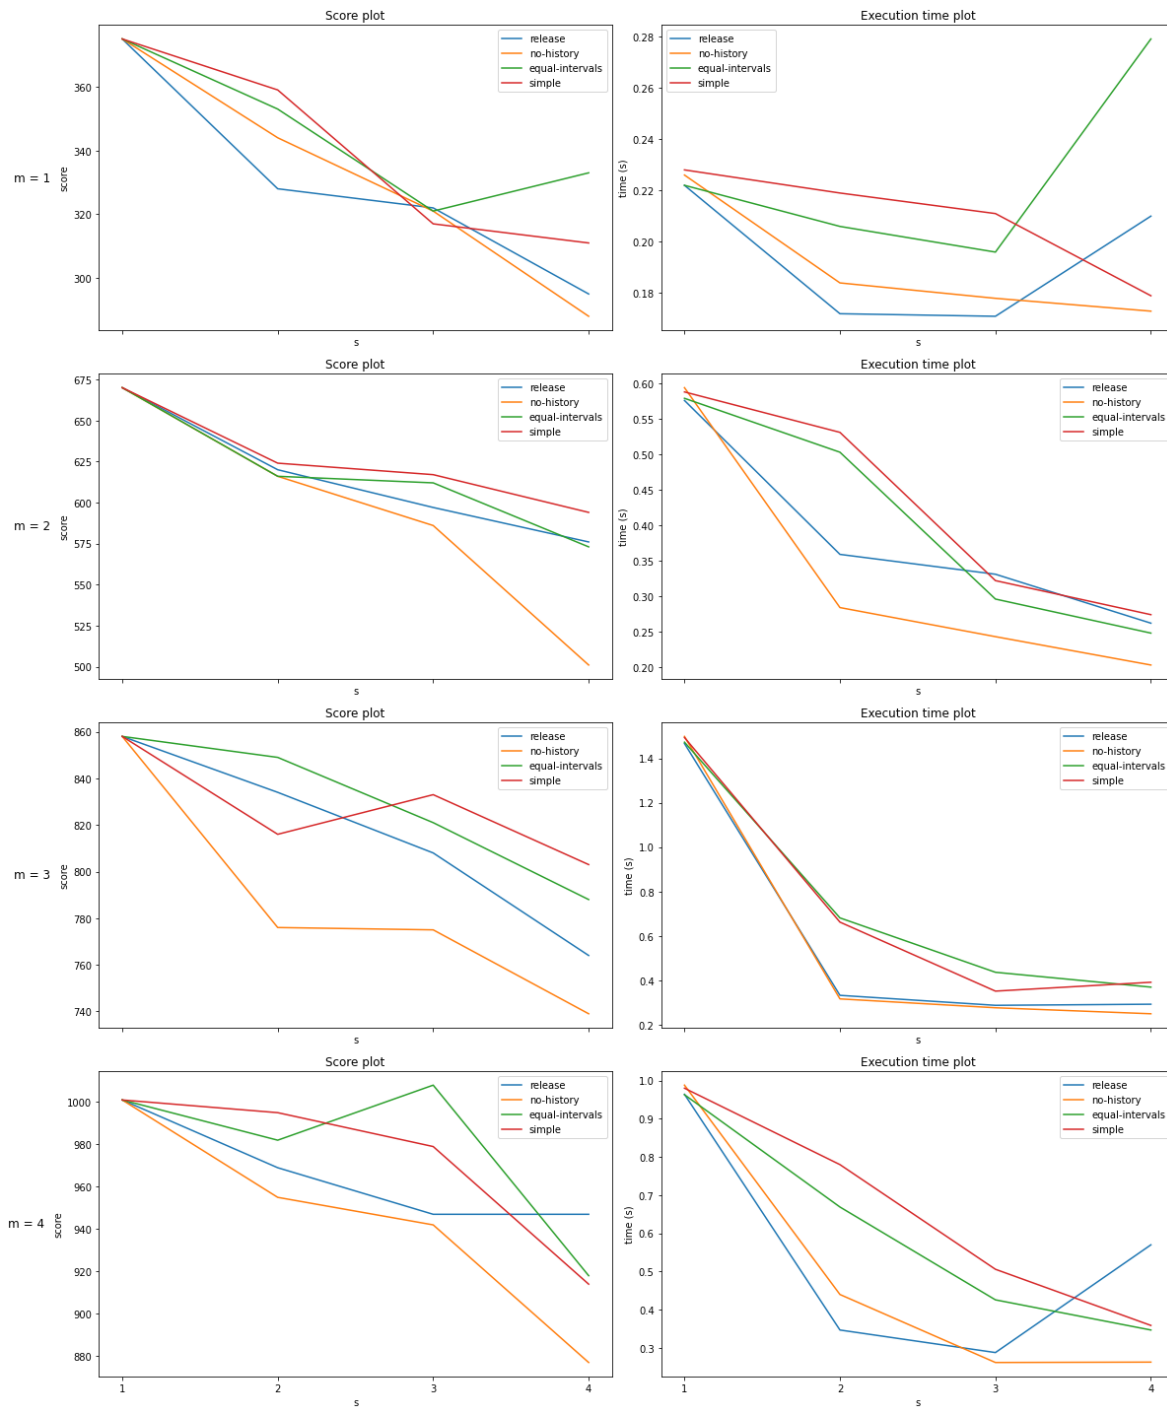 Score plot
score
360
340
320
300
release
no-history
equal-intervals
simple
s
m = 1
Execution time plot
time (s)
0.28
0.26
0.24
0.22
0.20
0.18
release
no-history
equal-intervals
simple
s
Score plot
score
675
650
625
600
575
550
525
500
release
no-history
equal-intervals
simple
s
m = 2
Execution time plot
time (s)
0.60
0.55
0.50
0.45
0.40
0.35
0.30
0.25
0.20
release
no-history
equal-intervals
simple
s
Score plot
score
860
840
820
800
780
760
740
release
no-history
equal-intervals
simple
s
m = 3
Execution time plot
time (s)
1.4
1.2
1.0
0.8
0.6
0.4
0.2
release
no-history
equal-intervals
simple
s
Score plot
score
1000
980
960
940
920
900
880
release
no-history
equal-intervals
simple
1 2 3 4
s
m = 4
Execution time plot
time (s)
1.0
0.9
0.8
0.7
0.6
0.5
0.4
0.3
release
no-history
equal-intervals
simple
1 2 3 4
s